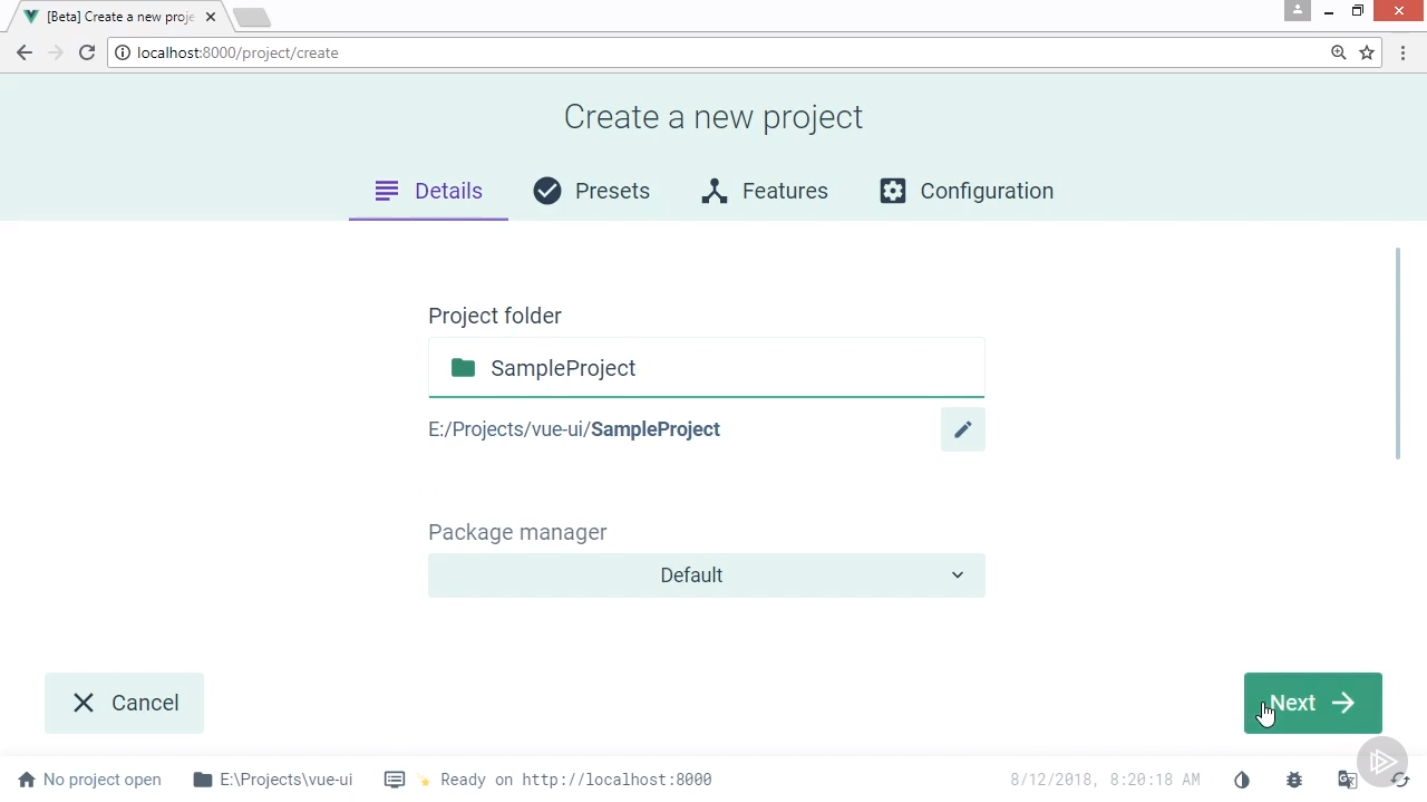 [Beta] Create a new proje
localhost:8000/project/create
Create a new project
Details Presets Features Configuration
Project folder
SampleProject
E:/Projects/vue-ui/SampleProject
Package manager
Default
Cancel Next
No project open E:\Projects\vue-ui Ready on http://localhost:8000 8/12/2018, 8:20:18 AM